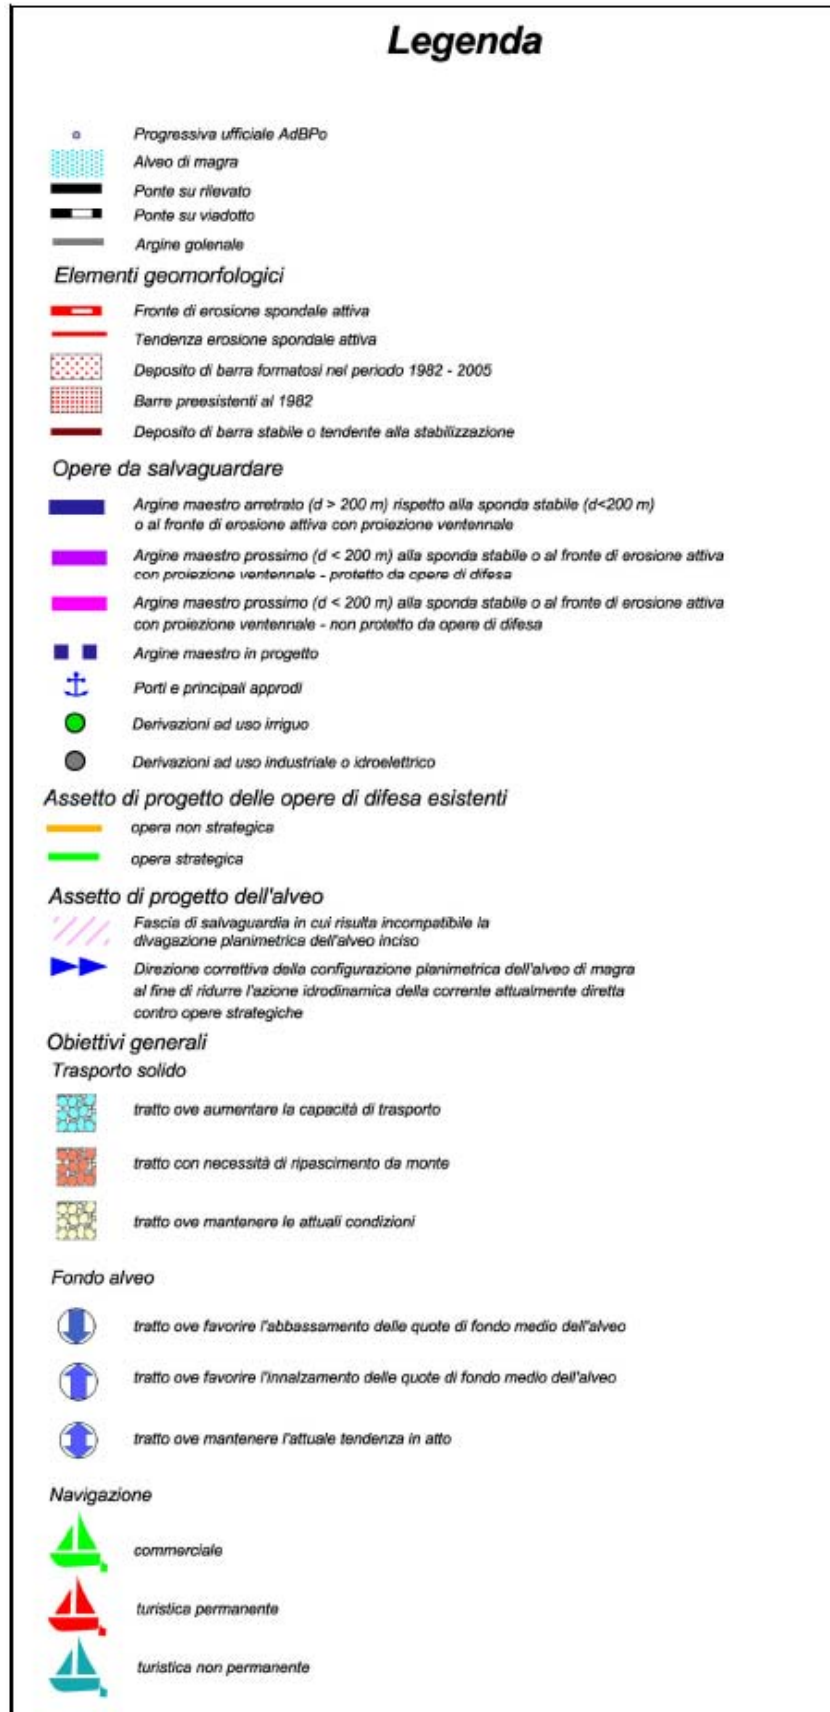 Legenda
Progressiva ufficiale AdBPo
Alveo di magra
Ponte su rilevato
Ponte su viadotto
Argine golenale
Elementi geomorfologici
Fronte di erosione spondale attiva
Tendenza erosione spondale attiva
Deposito di barra formatosi nel periodo 1982 - 2005
Barre preesistenti al 1982
Deposito di barra stabile o tendente alla stabilizzazione
Opere da salvaguardare
Argine maestro arretrato (d > 200 m) rispetto alla sponda stabile (d<200 m)
o al fronte di erosione attiva con proiezione ventennale
Argine maestro prossimo (d < 200 m) alla sponda stabile o al fronte di erosione attiva
con proiezione ventennale - protetto da opere di difesa
Argine maestro prossimo (d < 200 m) alla sponda stabile o al fronte di erosione attiva
con proiezione ventennale - non protetto da opere di difesa
Argine maestro in progetto
Porti e principali approdi
Derivazioni ad uso irriguo
Derivazioni ad uso industriale o idroelettrico
Assetto di progetto delle opere di difesa esistenti
opera non strategica
opera strategica
Assetto di progetto dell'alveo
Fascia di salvaguardia in cui risulta incompatibile la
divagazione planimetrica dell'alveo inciso
Direzione correttiva della configurazione planimetrica dell'alveo di magra
al fine di ridurre l'azione idrodinamica della corrente attualmente diretta
contro opere strategiche
Obiettivi generali
Trasporto solido
tratto ove aumentare la capacità di trasporto
tratto con necessità di ripascimento da monte
tratto ove mantenere le attuali condizioni
Fondo alveo
tratto ove favorire l'abbassamento delle quote di fondo medio dell'alveo
tratto ove favorire l'innalzamento delle quote di fondo medio dell'alveo
tratto ove mantenere l'attuale tendenza in atto
Navigazione
commerciale
turistica permanente
turistica non permanente